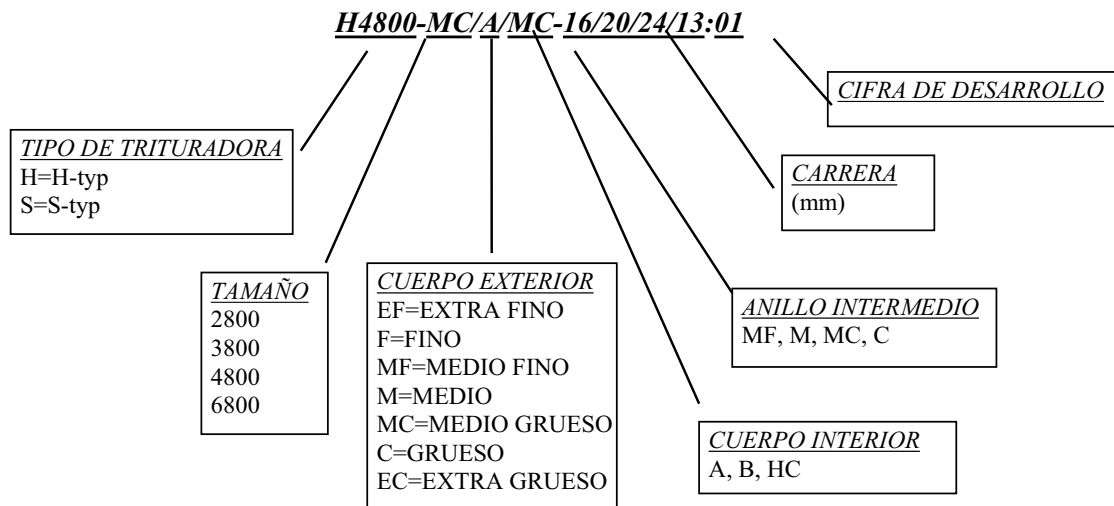 H4800-MC/A/MC-16/20/24/13:01
CIFRA DE DESARROLLO
TIPO DE TRITURADORA
H=H-typ
S=S-typ
CARRERA
(mm)
TAMAÑO
2800
3800
4800
6800
CUERPO EXTERIOR
EF=EXTRA FINO
F=FINO
MF=MEDIO FINO
M=MEDIO
MC=MEDIO GRUESO
C=GRUESO
EC=EXTRA GRUESO
ANILLO INTERMEDIO
MF, M, MC, C
CUERPO INTERIOR
A, B, HC